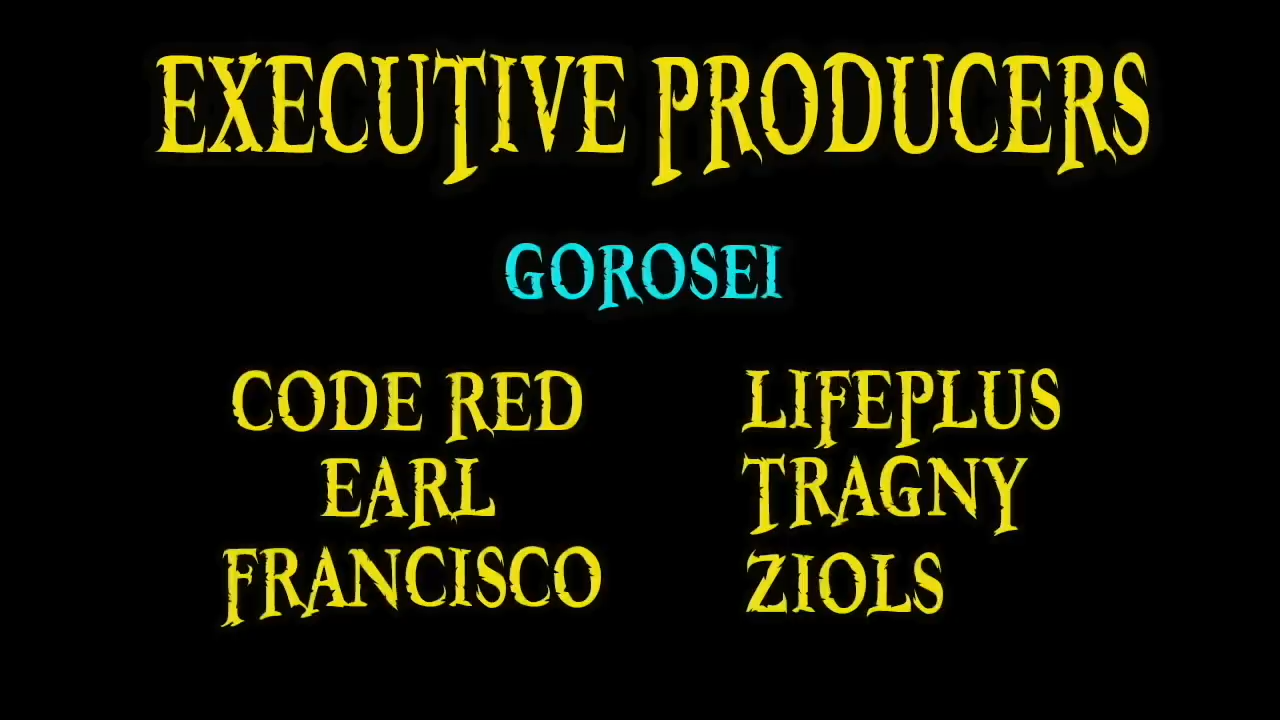 EXECUTIVE PRODUCERS
GOROSEI
CODE RED
EARL
FRANCISCO
LIFEPLUS
TRAGNY
ZIOLS